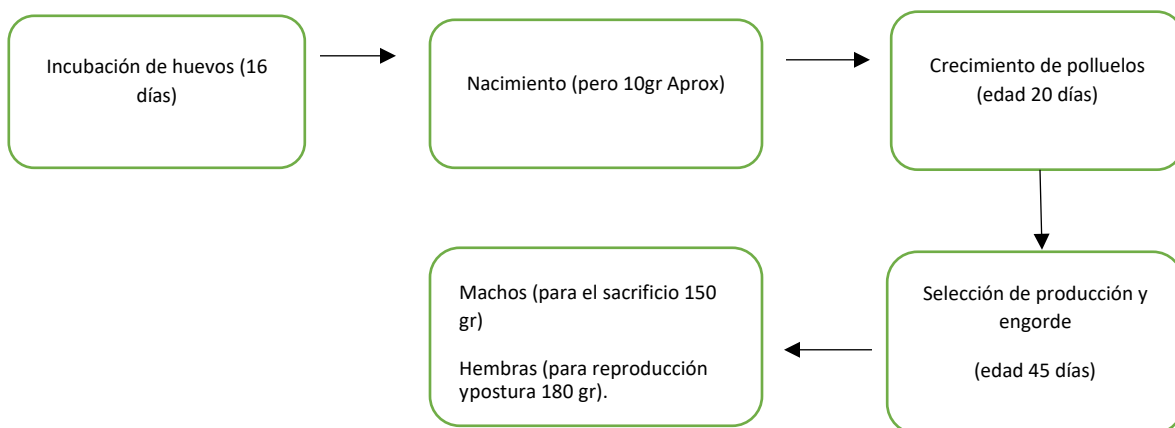 Incubación de huevos (16
días)
Nacimiento (pero 10gr Aprox)
Crecimiento de polluelos
(edad 20 días)
Selección de producción y
engorde
(edad 45 días)
Machos (para el sacrificio 150
gr)
Hembras (para reproducción
ypostura 180 gr).